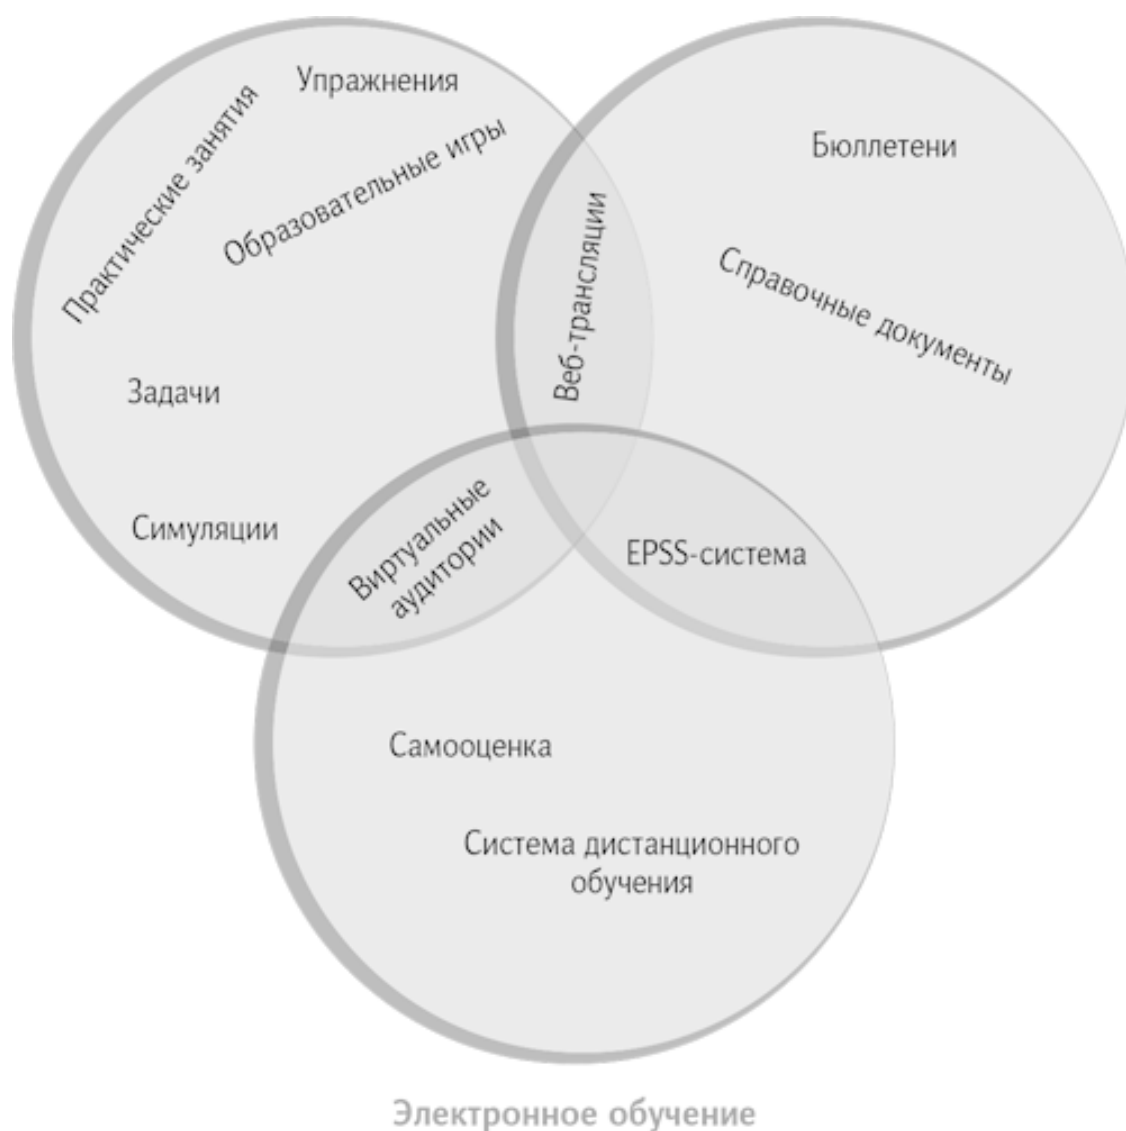 Упражнения
Практические занятия
Образовательные игры
Бюллетени
Веб-трансляции
Справочные документы
Задачи
Симуляции
Виртуальные
аудитории
EPSS-система
Самооценка
Система дистанционного
обучения
Электронное обучение